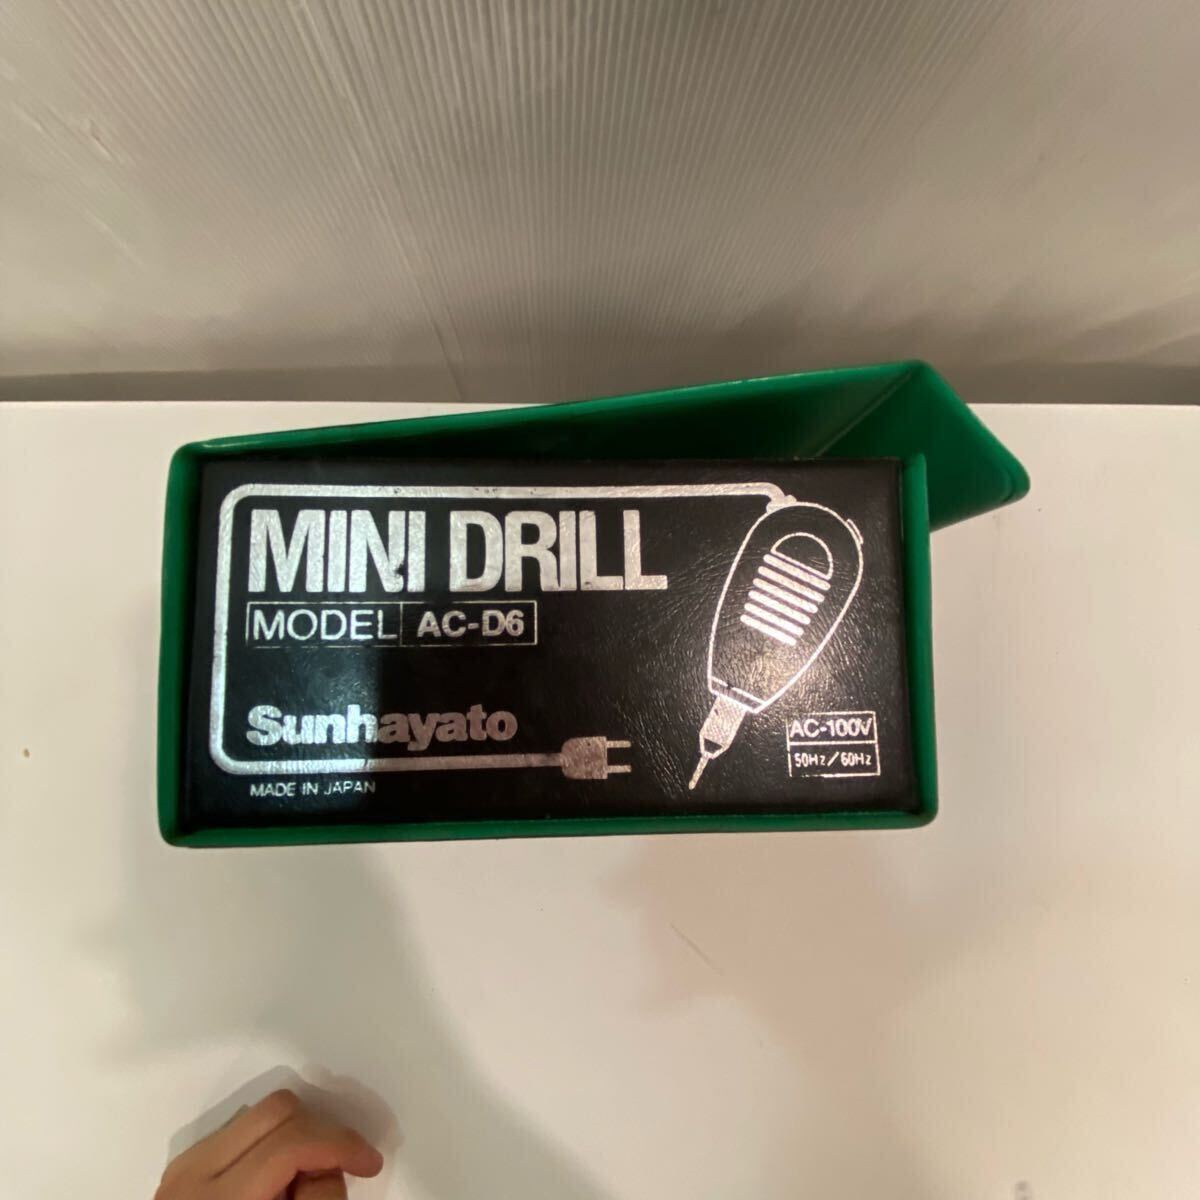 MINI DRILL
MODEL AC-D6
Sunhayato
MADE IN JAPAN
AC-100V
50Hz/60Hz